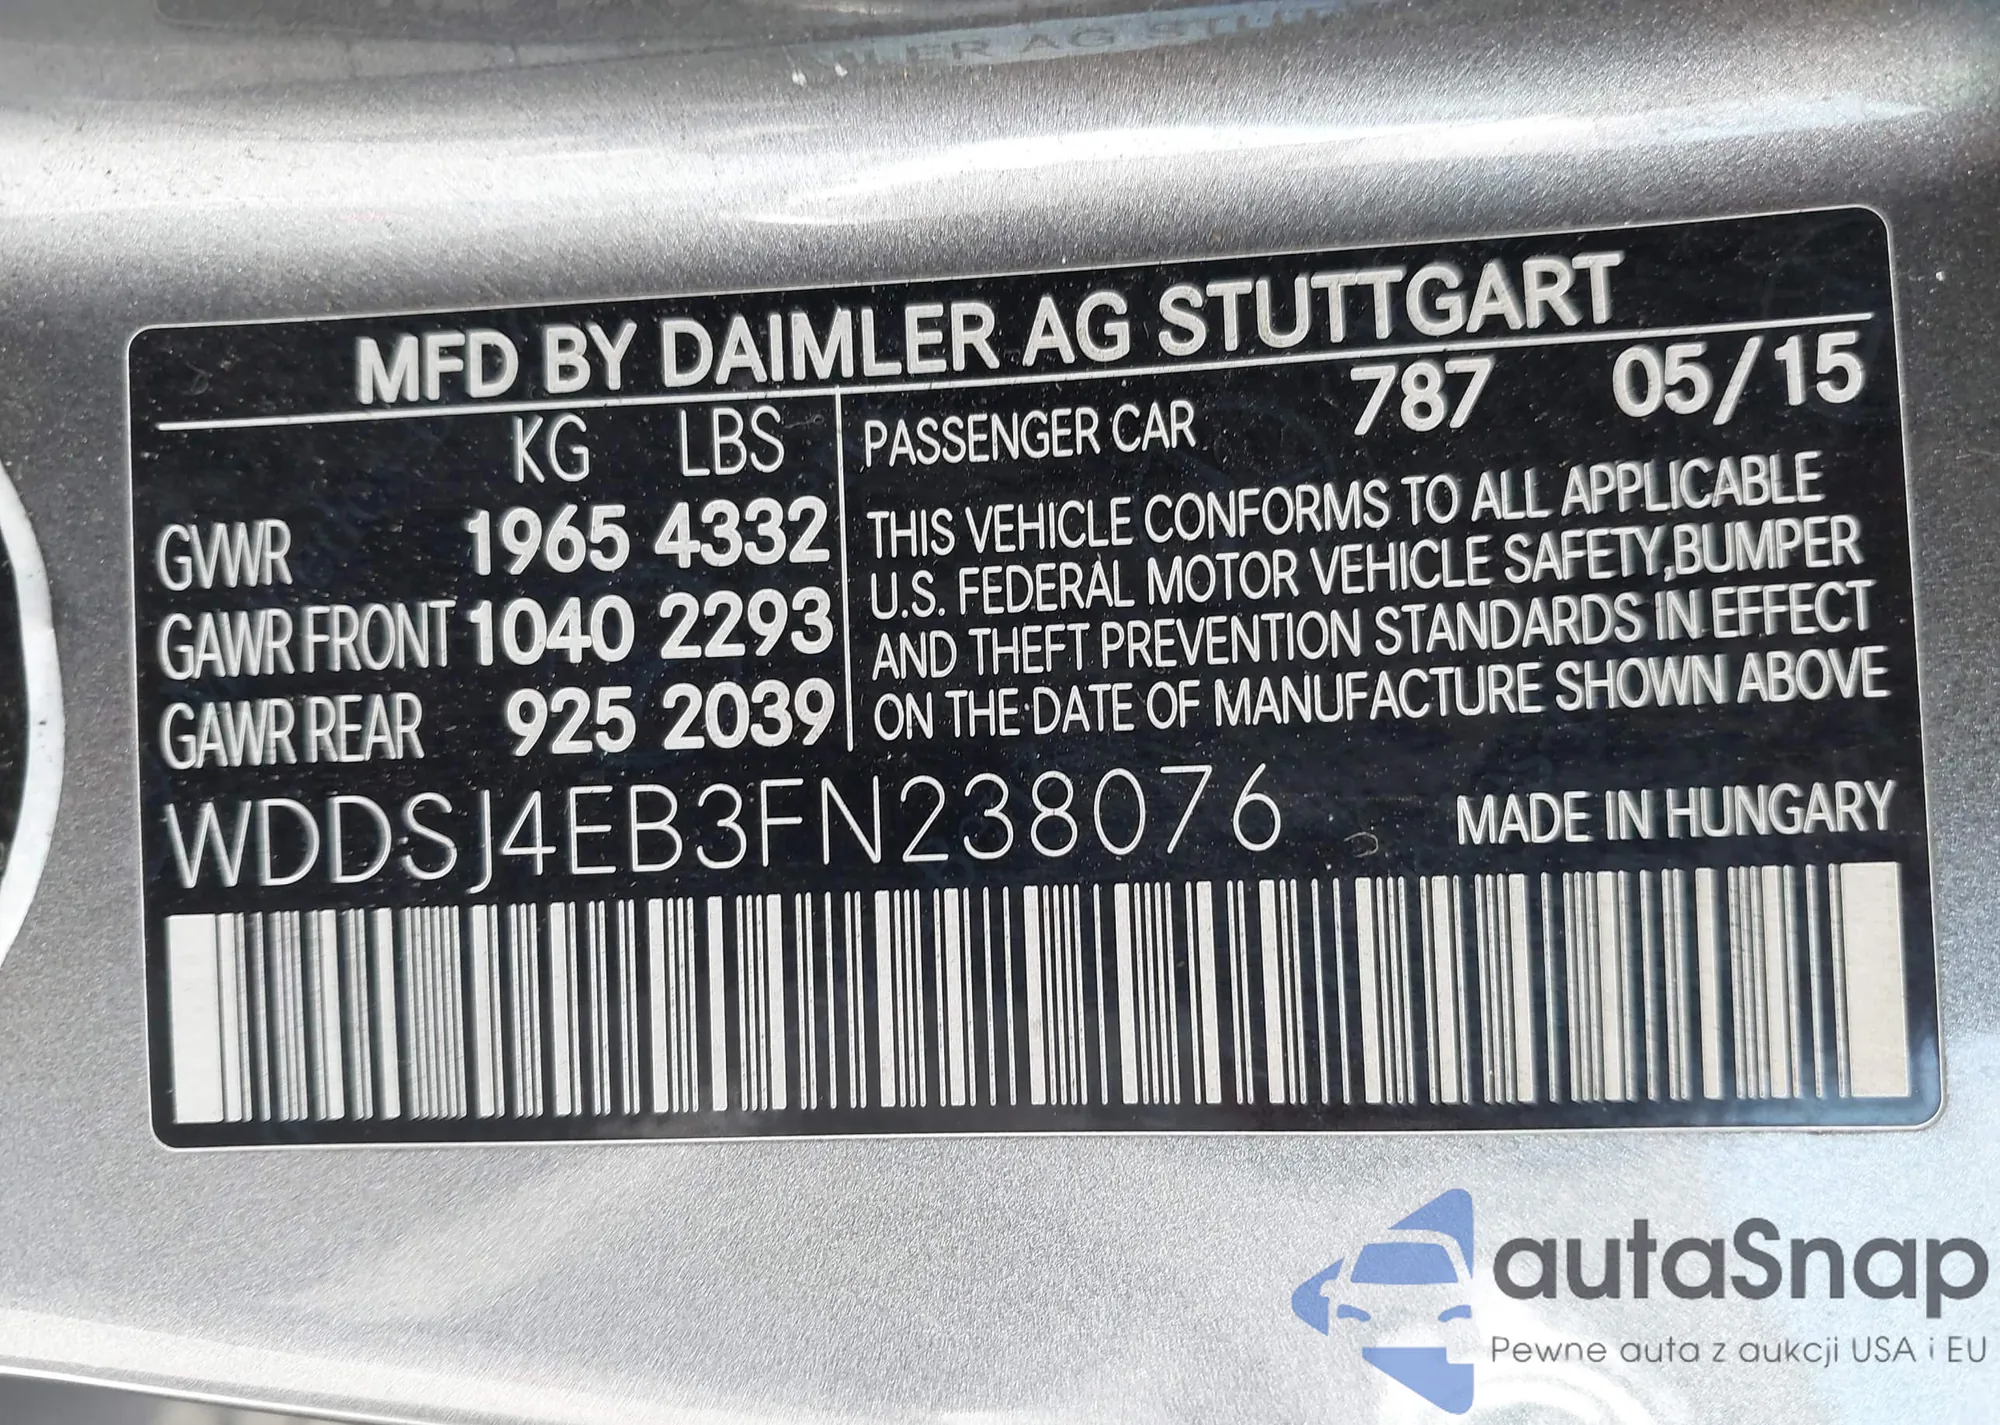 MFD BY DAIMLER AG STUTTGART
KG LBS
GVWR 1965 4332
GAWR FRONT 1040 2293
GAWR REAR 925 2039
PASSENGER CAR 787 05/15
THIS VEHICLE CONFORMS TO ALL APPLICABLE
U.S. FEDERAL MOTOR VEHICLE SAFETY,BUMPER
AND THEFT PREVENTION STANDARDS IN EFFECT
ON THE DATE OF MANUFACTURE SHOWN ABOVE
WDDSJ4EB3FN238076
MADE IN HUNGARY
autaSnap
Pewne auta z aukcji USA i EU